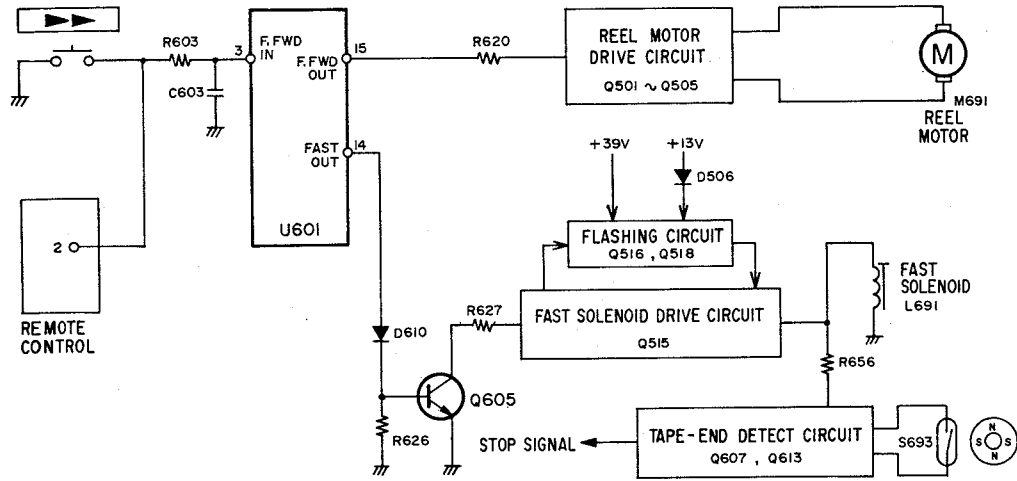 R603
3
F. FWD
IN
C603
F. FWD
OUT
15
FAST
OUT
14
U601
R620
REEL MOTOR
DRIVE CIRCUIT
Q501 ~ Q505
M
M691
REEL
MOTOR
2
REMOTE
CONTROL
+39V
+13V
D506
FLASHING CIRCUIT
Q516 , Q518
D610
R627
FAST SOLENOID DRIVE CIRCUIT
Q515
FAST
SOLENOID
L691
R656
Q605
R626
STOP SIGNAL
TAPE-END DETECT CIRCUIT
Q607 , Q613
S693
N
S S
N